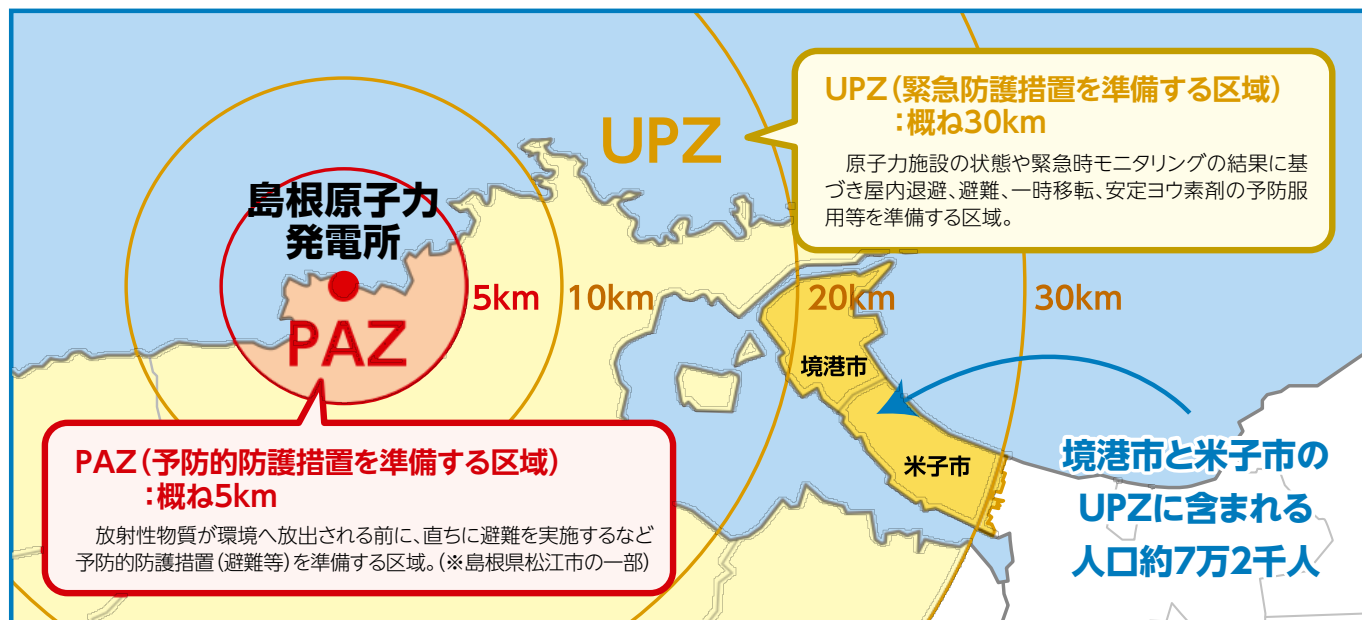 UPZ（緊急防護措置を準備する区域）
：概ね30km
原子力施設の状態や緊急時モニタリングの結果に基
づき屋内退避、避難、一時移転、安定ヨウ素剤の予防服
用等を準備する区域。
UPZ
島根原子力
発電所
PAZ
5km
10km
20km
30km
境港市
米子市
PAZ（予防的防護措置を準備する区域）
：概ね5km
放射性物質が環境へ放出される前に、直ちに避難を実施するなど
予防的防護措置（避難等）を準備する区域。（※島根県松江市の一部）
境港市と米子市の
UPZに含まれる
人口約7万2千人